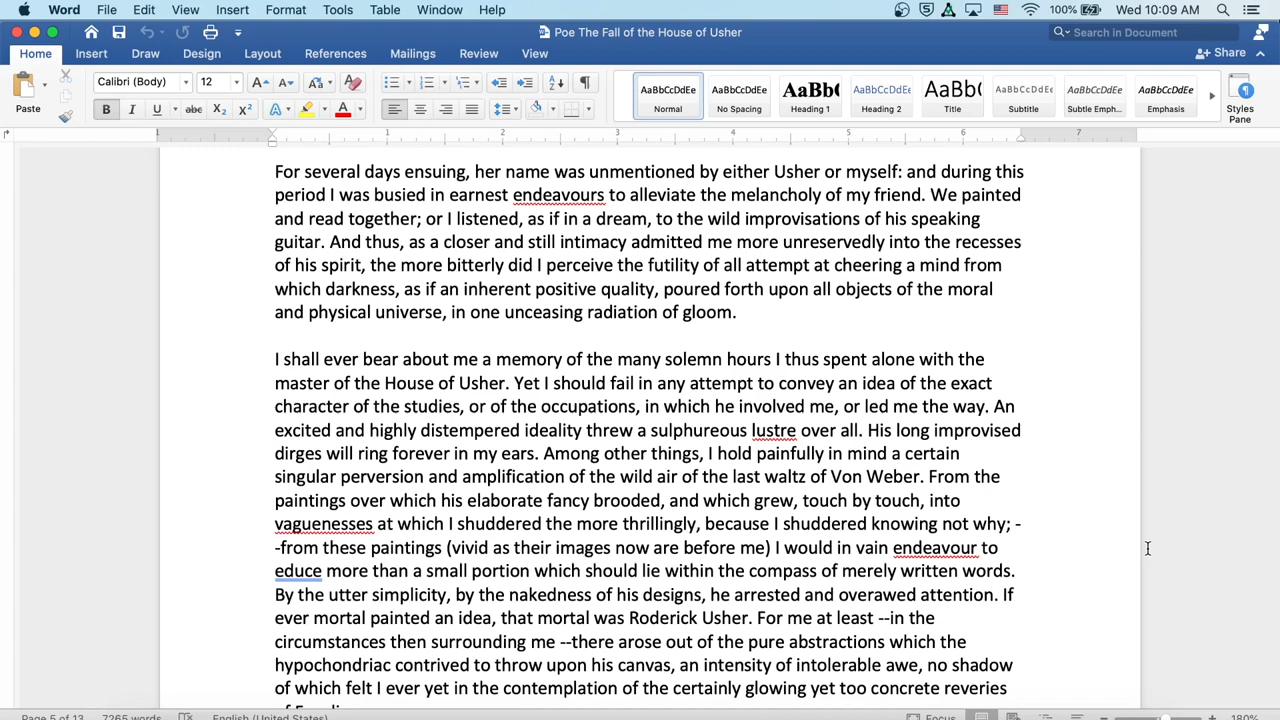 Word File Edit View Insert Format Tools Table Window Help 100% Wed 10:09 AM
Poe The Fall of the House of Usher Search in Document
Home Insert Draw Design Layout References Mailings Review View Share
Paste Calibri (Body) 12 Normal No Spacing Heading 1 Heading 2 Title Subtitle Subtle Emph... Emphasis Styles Pane
AaBbCcDdEe AaBbCcDdEe AaBbC AaBbCcDdE AaBbC AaBbCcDdEe AaBbCcDdEe AaBbCcDdEe
1 1 2 3 4 5 6 7
For several days ensuing, her name was unmentioned by either Usher or myself: and during this
period I was busied in earnest endeavours to alleviate the melancholy of my friend. We painted
and read together; or I listened, as if in a dream, to the wild improvisations of his speaking
guitar. And thus, as a closer and still intimacy admitted me more unreservedly into the recesses
of his spirit, the more bitterly did I perceive the futility of all attempt at cheering a mind from
which darkness, as if an inherent positive quality, poured forth upon all objects of the moral
and physical universe, in one unceasing radiation of gloom.
I shall ever bear about me a memory of the many solemn hours I thus spent alone with the
master of the House of Usher. Yet I should fail in any attempt to convey an idea of the exact
character of the studies, or of the occupations, in which he involved me, or led me the way. An
excited and highly distempered ideality threw a sulphureous lustre over all. His long improvised
dirges will ring forever in my ears. Among other things, I hold painfully in mind a certain
singular perversion and amplification of the wild air of the last waltz of Von Weber. From the
paintings over which his elaborate fancy brooded, and which grew, touch by touch, into
vaguenesses at which I shuddered the more thrillingly, because I shuddered knowing not why; -
-from these paintings (vivid as their images now are before me) I would in vain endeavour to
educe more than a small portion which should lie within the compass of merely written words.
By the utter simplicity, by the nakedness of his designs, he arrested and overawed attention. If
ever mortal painted an idea, that mortal was Roderick Usher. For me at least --in the
circumstances then surrounding me --there arose out of the pure abstractions which the
hypochondriac contrived to throw upon his canvas, an intensity of intolerable awe, no shadow
of which felt I ever yet in the contemplation of the certainly glowing yet too concrete reveries
Page 5 of 13 7265 words English (United States) Focus 180%